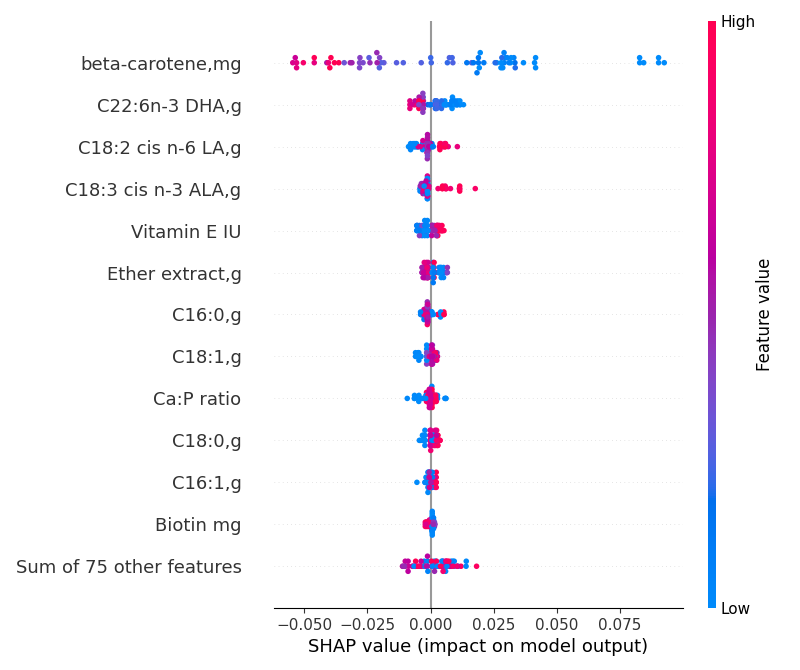 High
beta-carotene,mg
C22:6n-3 DHA,g
C18:2 cis n-6 LA,g
C18:3 cis n-3 ALA,g
Vitamin E IU
Ether extract,g
C16:0,g
C18:1,g
Ca:P ratio
C18:0,g
C16:1,g
Biotin mg
Sum of 75 other features
Feature value
Low
−0.050 −0.025 0.000 0.025 0.050 0.075
SHAP value (impact on model output)